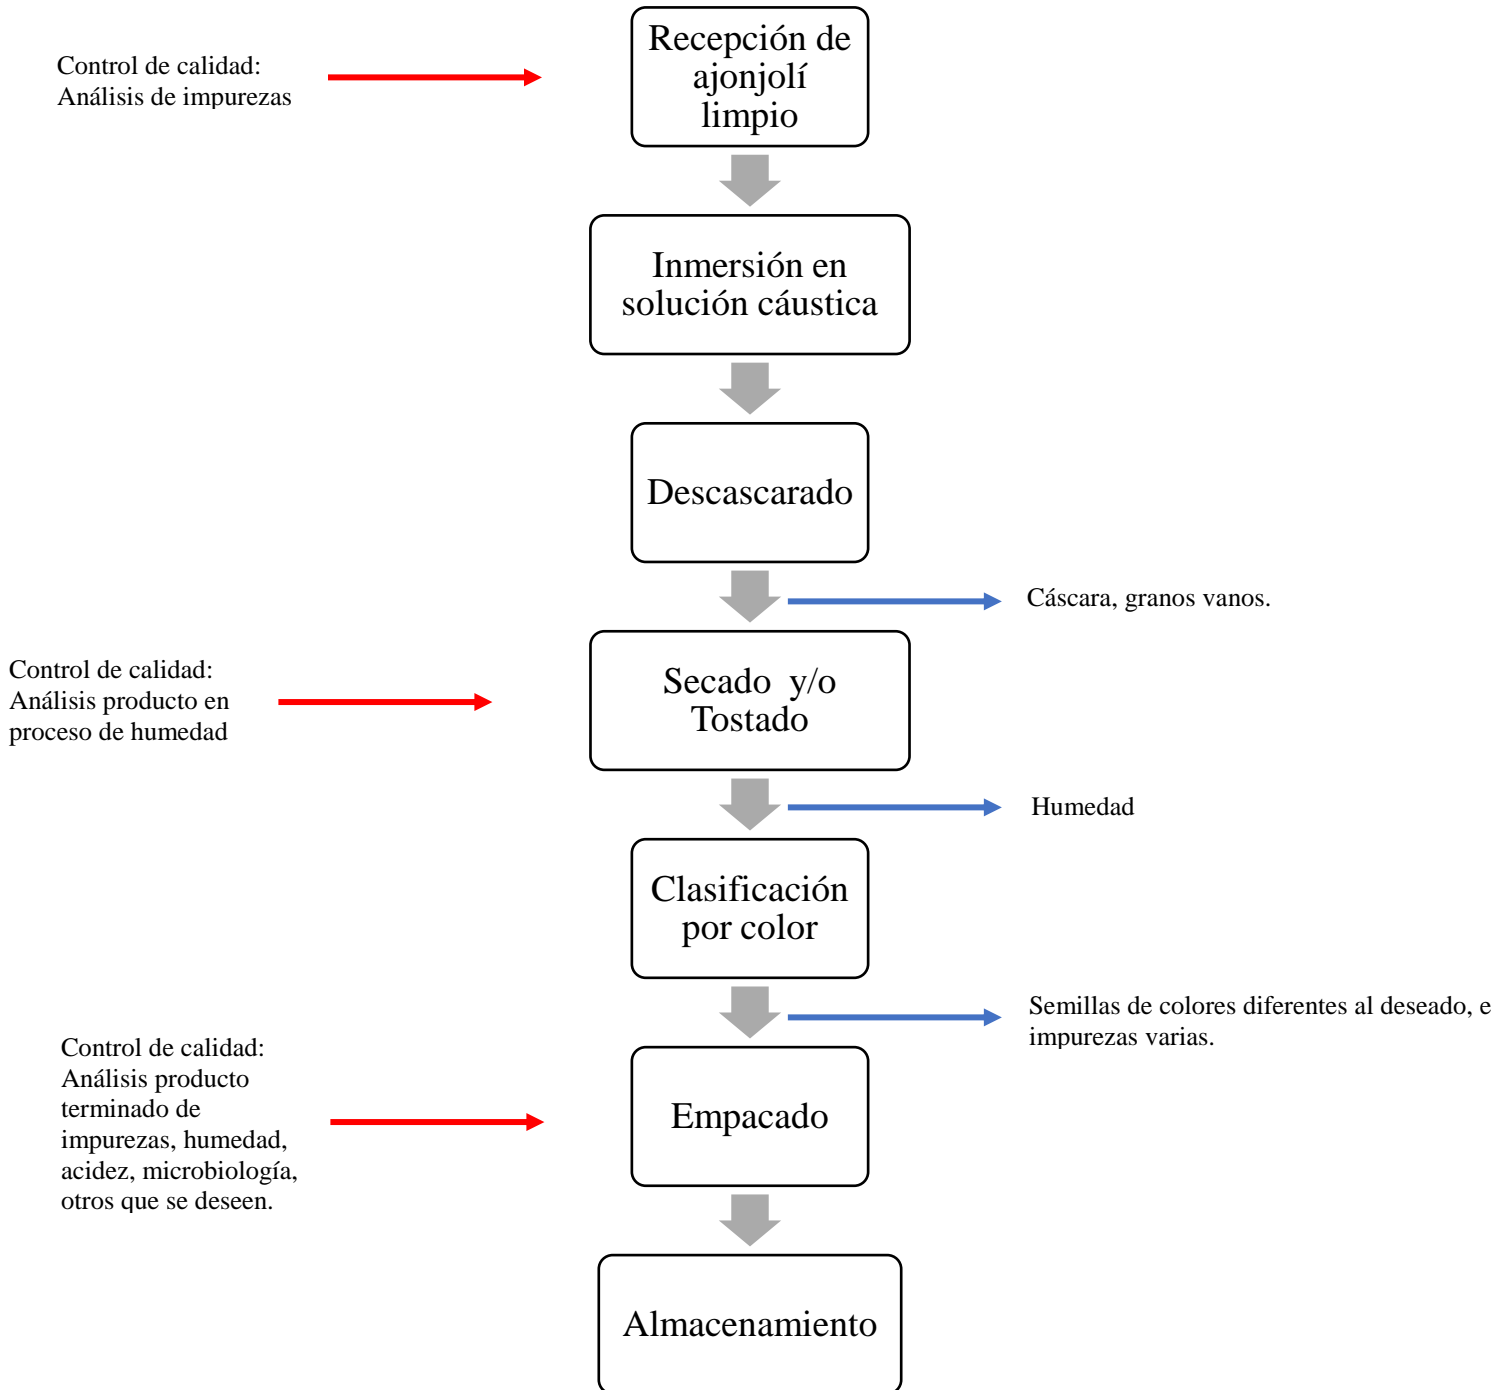 Recepción de
ajonjolí
limpio
Control de calidad:
Análisis de impurezas
Inmersión en
solución cáustica
Descascarado
Cáscara, granos vanos.
Control de calidad:
Análisis producto en
proceso de humedad
Secado y/o
Tostado
Humedad
Clasificación
por color
Semillas de colores diferentes al deseado, e
impurezas varias.
Control de calidad:
Análisis producto
terminado de
impurezas, humedad,
acidez, microbiología,
otros que se deseen.
Empacado
Almacenamiento